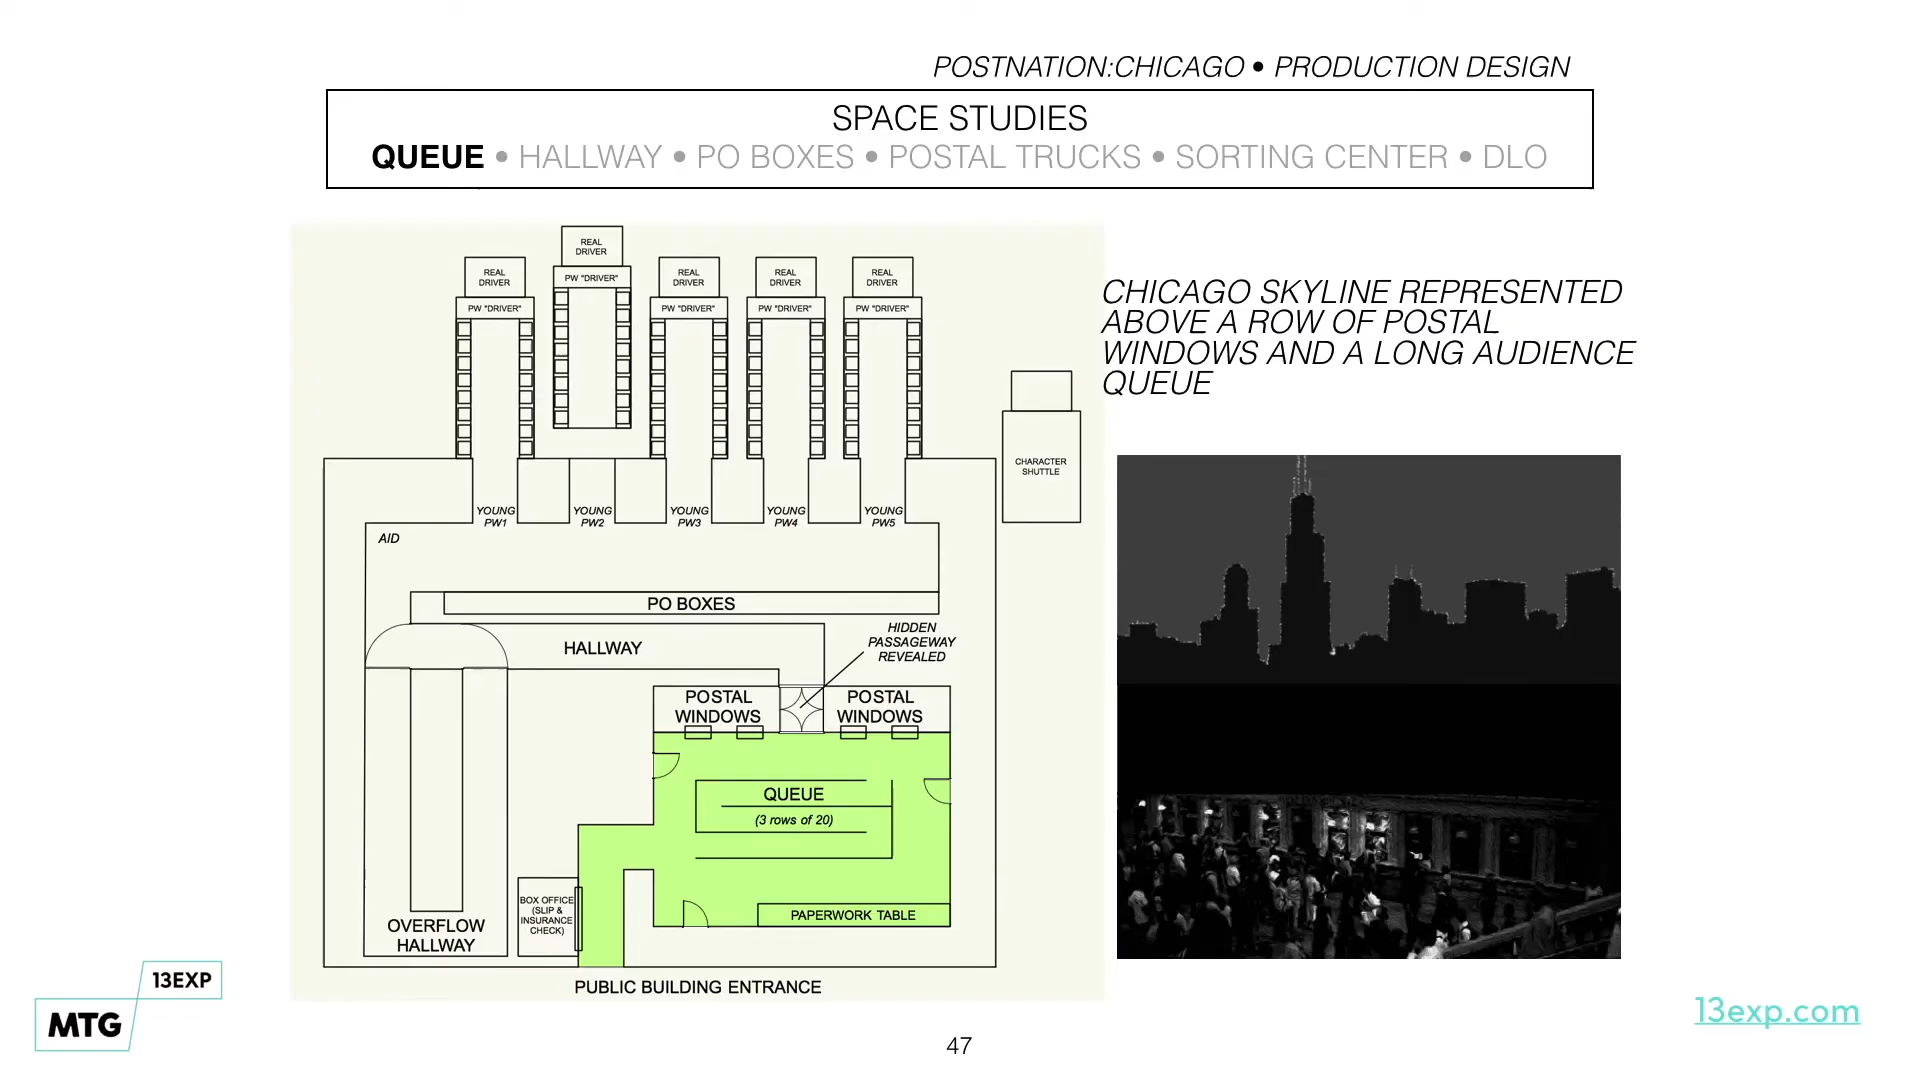 POSTNATION:CHICAGO • PRODUCTION DESIGN
SPACE STUDIES
QUEUE • HALLWAY • PO BOXES • POSTAL TRUCKS • SORTING CENTER • DLO
REAL
DRIVER
PW "DRIVER"
REAL
DRIVER
PW "DRIVER"
REAL
DRIVER
PW "DRIVER"
REAL
DRIVER
PW "DRIVER"
REAL
DRIVER
PW "DRIVER"
CHARACTER
SHUTTLE
YOUNG
PW1
YOUNG
PW2
YOUNG
PW3
YOUNG
PW4
YOUNG
PW5
AID
PO BOXES
HALLWAY
HIDDEN
PASSAGEWAY
REVEALED
POSTAL
WINDOWS
POSTAL
WINDOWS
QUEUE
(3 rows of 20)
BOX OFFICE
(SLIP &
INSURANCE
CHECK)
PAPERWORK TABLE
OVERFLOW
HALLWAY
PUBLIC BUILDING ENTRANCE
CHICAGO SKYLINE REPRESENTED
ABOVE A ROW OF POSTAL
WINDOWS AND A LONG AUDIENCE
QUEUE
13EXP
MTG
13exp.com
47